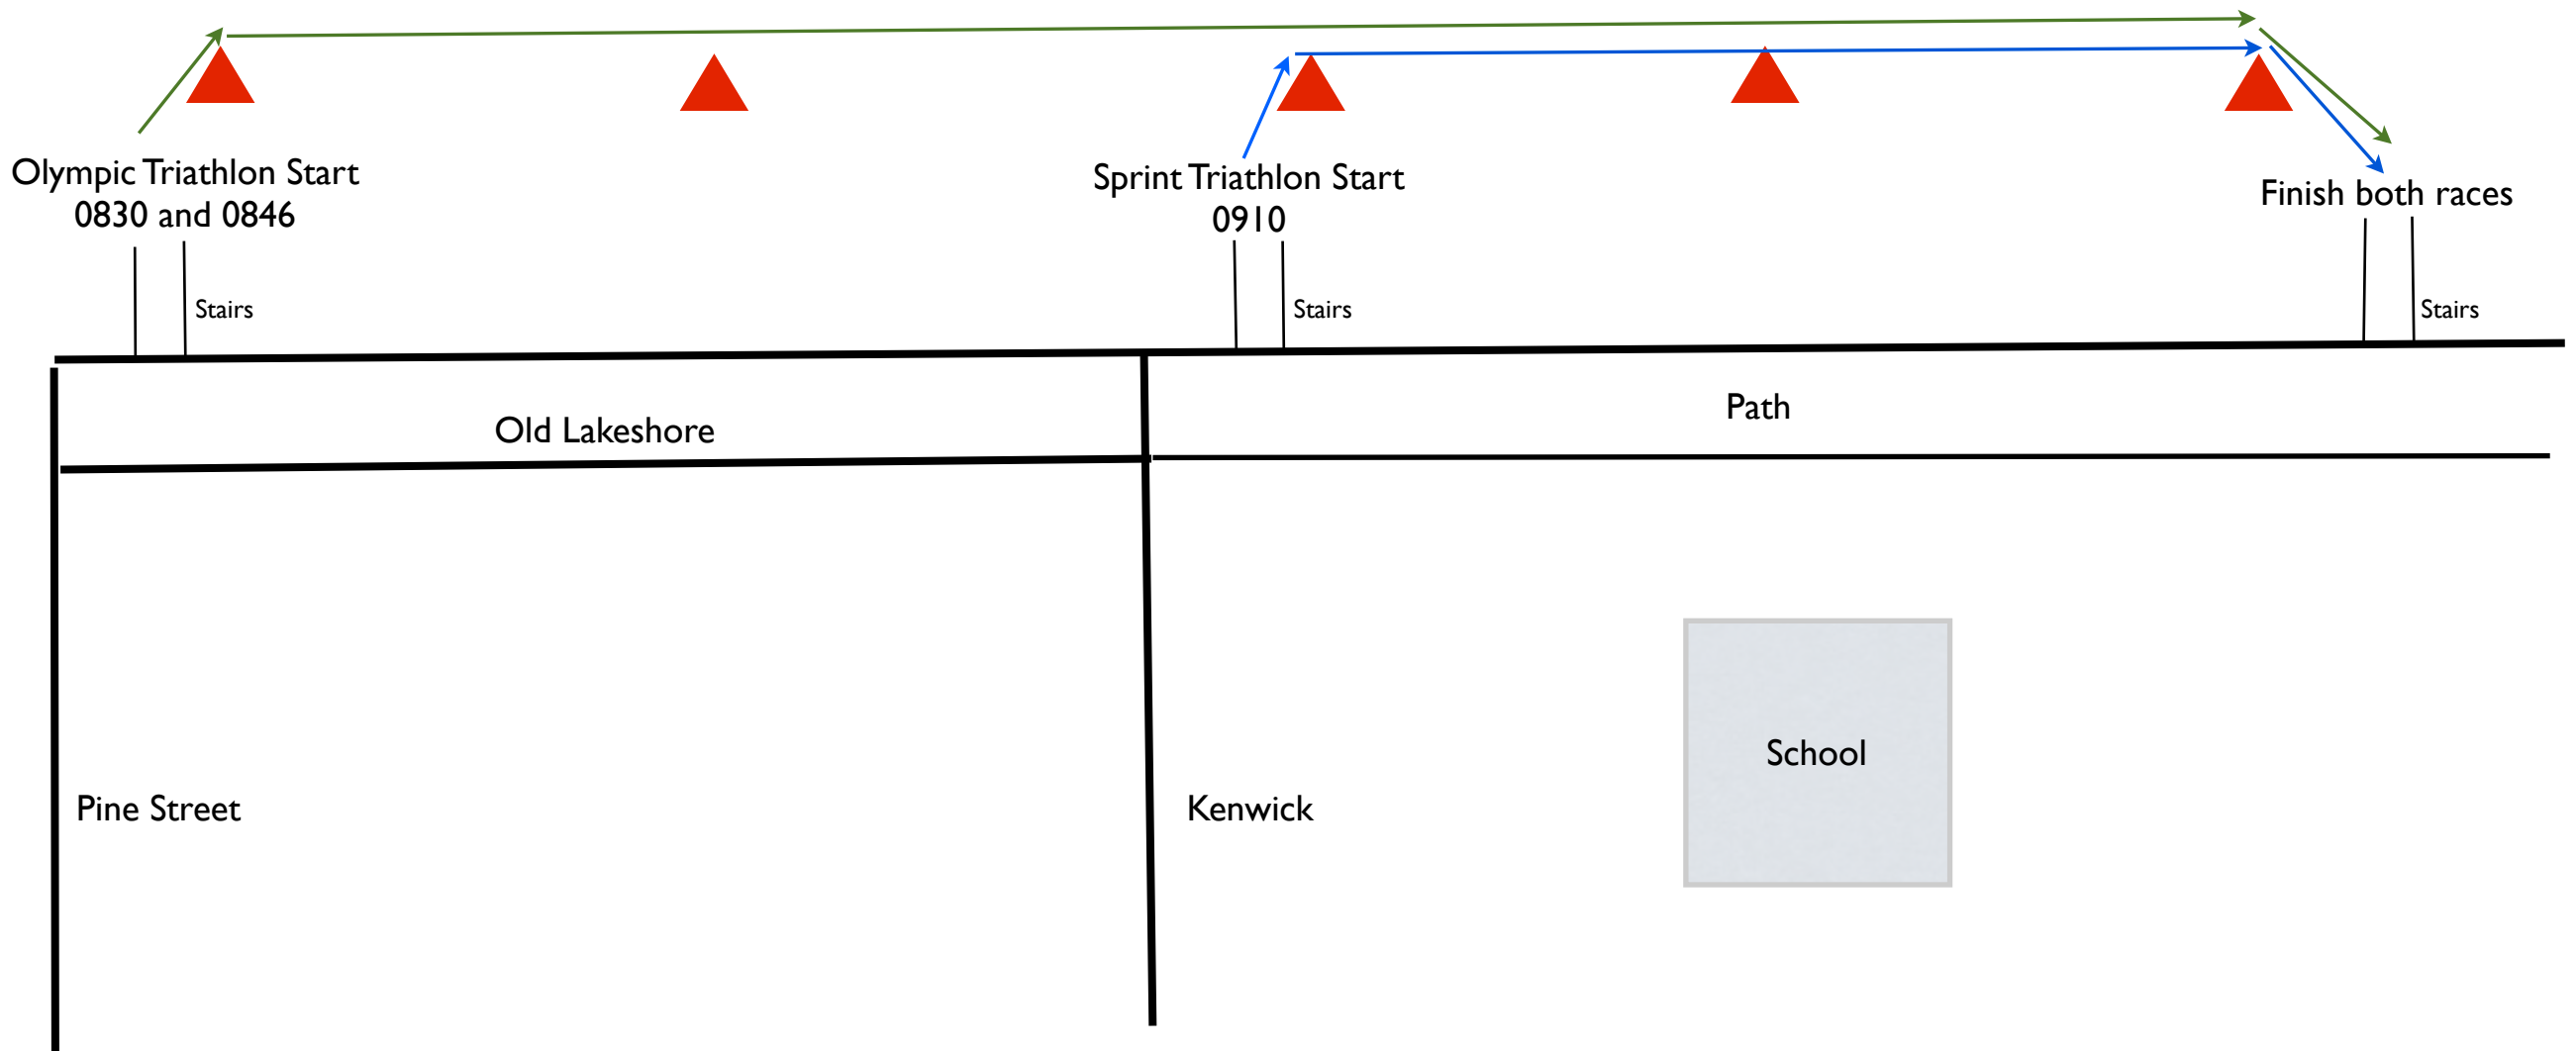 Olympic Triathlon Start
0830 and 0846
Sprint Triathlon Start
0910
Finish both races
Stairs
Stairs
Stairs
Old Lakeshore
Path
School
Pine Street
Kenwick